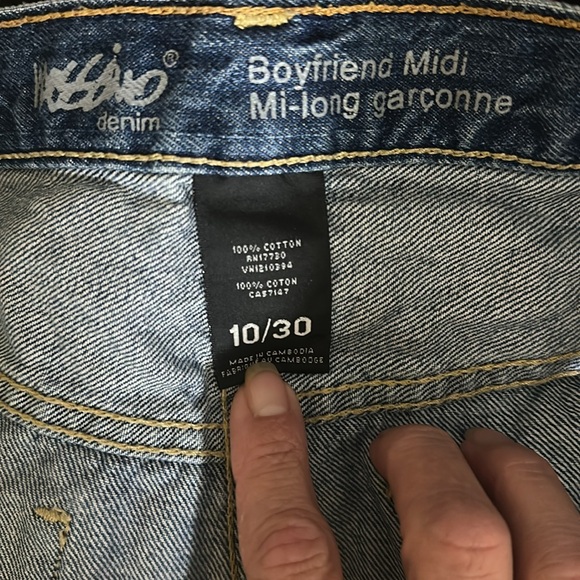 Mossimo®
denim
Boyfriend Midi
Mi-long garçonne
100% COTTON
RN17730
VN1210394
100% COTON
CA57147
10/30
MADE IN CAMBODIA
FABRIQUÉ AU CAMBODGE